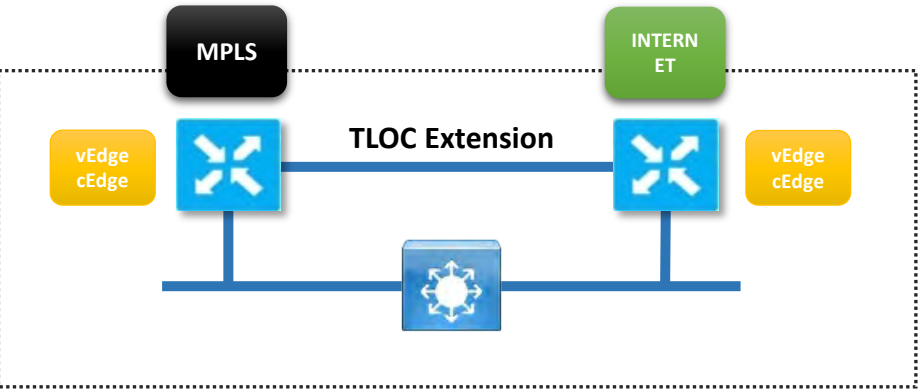 MPLS
INTERN
ET
TLOC Extension
vEdge
cEdge
vEdge
cEdge